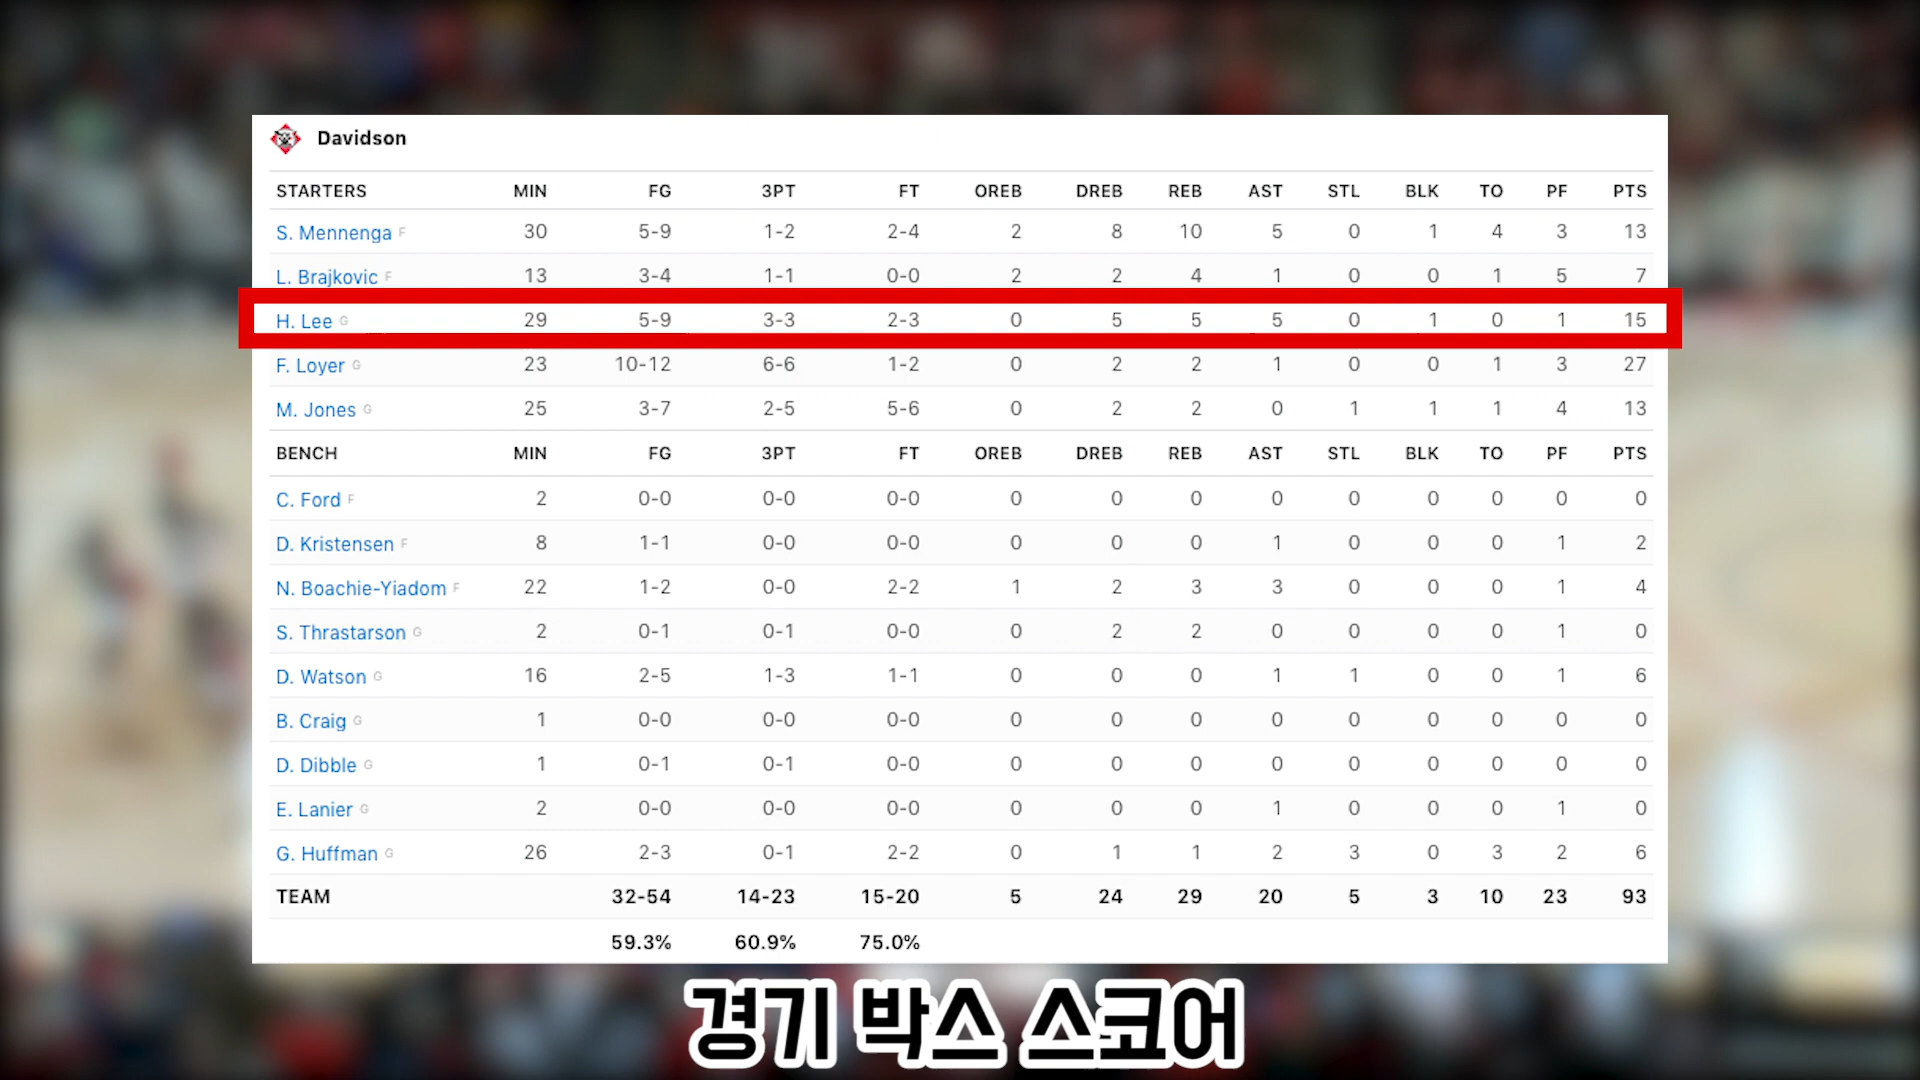 Davidson
STARTERS MIN FG 3PT FT OREB DREB REB AST STL BLK TO PF PTS
S. Mennenga F 30 5-9 1-2 2-4 2 8 10 5 0 1 4 3 13
L. Brajkovic F 13 3-4 1-1 0-0 2 2 4 1 0 0 1 5 7
H. Lee G 29 5-9 3-3 2-3 0 5 5 5 0 1 0 1 15
F. Loyer G 23 10-12 6-6 1-2 0 2 2 1 0 0 1 3 27
M. Jones G 25 3-7 2-5 5-6 0 2 2 0 1 1 1 4 13
BENCH MIN FG 3PT FT OREB DREB REB AST STL BLK TO PF PTS
C. Ford F 2 0-0 0-0 0-0 0 0 0 0 0 0 0 0 0
D. Kristensen F 8 1-1 0-0 0-0 0 0 0 1 0 0 0 1 2
N. Boachie-Yiadom F 22 1-2 0-0 2-2 1 2 3 3 0 0 0 1 4
S. Thrastarson G 2 0-1 0-1 0-0 0 2 2 0 0 0 0 1 0
D. Watson G 16 2-5 1-3 1-1 0 0 0 1 1 0 0 1 6
B. Craig G 1 0-0 0-0 0-0 0 0 0 0 0 0 0 0 0
D. Dibble G 1 0-1 0-1 0-0 0 0 0 0 0 0 0 0 0
E. Lanier G 2 0-0 0-0 0-0 0 0 0 1 0 0 0 1 0
G. Huffman G 26 2-3 0-1 2-2 0 1 1 2 3 0 3 2 6
TEAM 32-54 14-23 15-20 5 24 29 20 5 3 10 23 93
59.3% 60.9% 75.0%
경기 박스 스코어